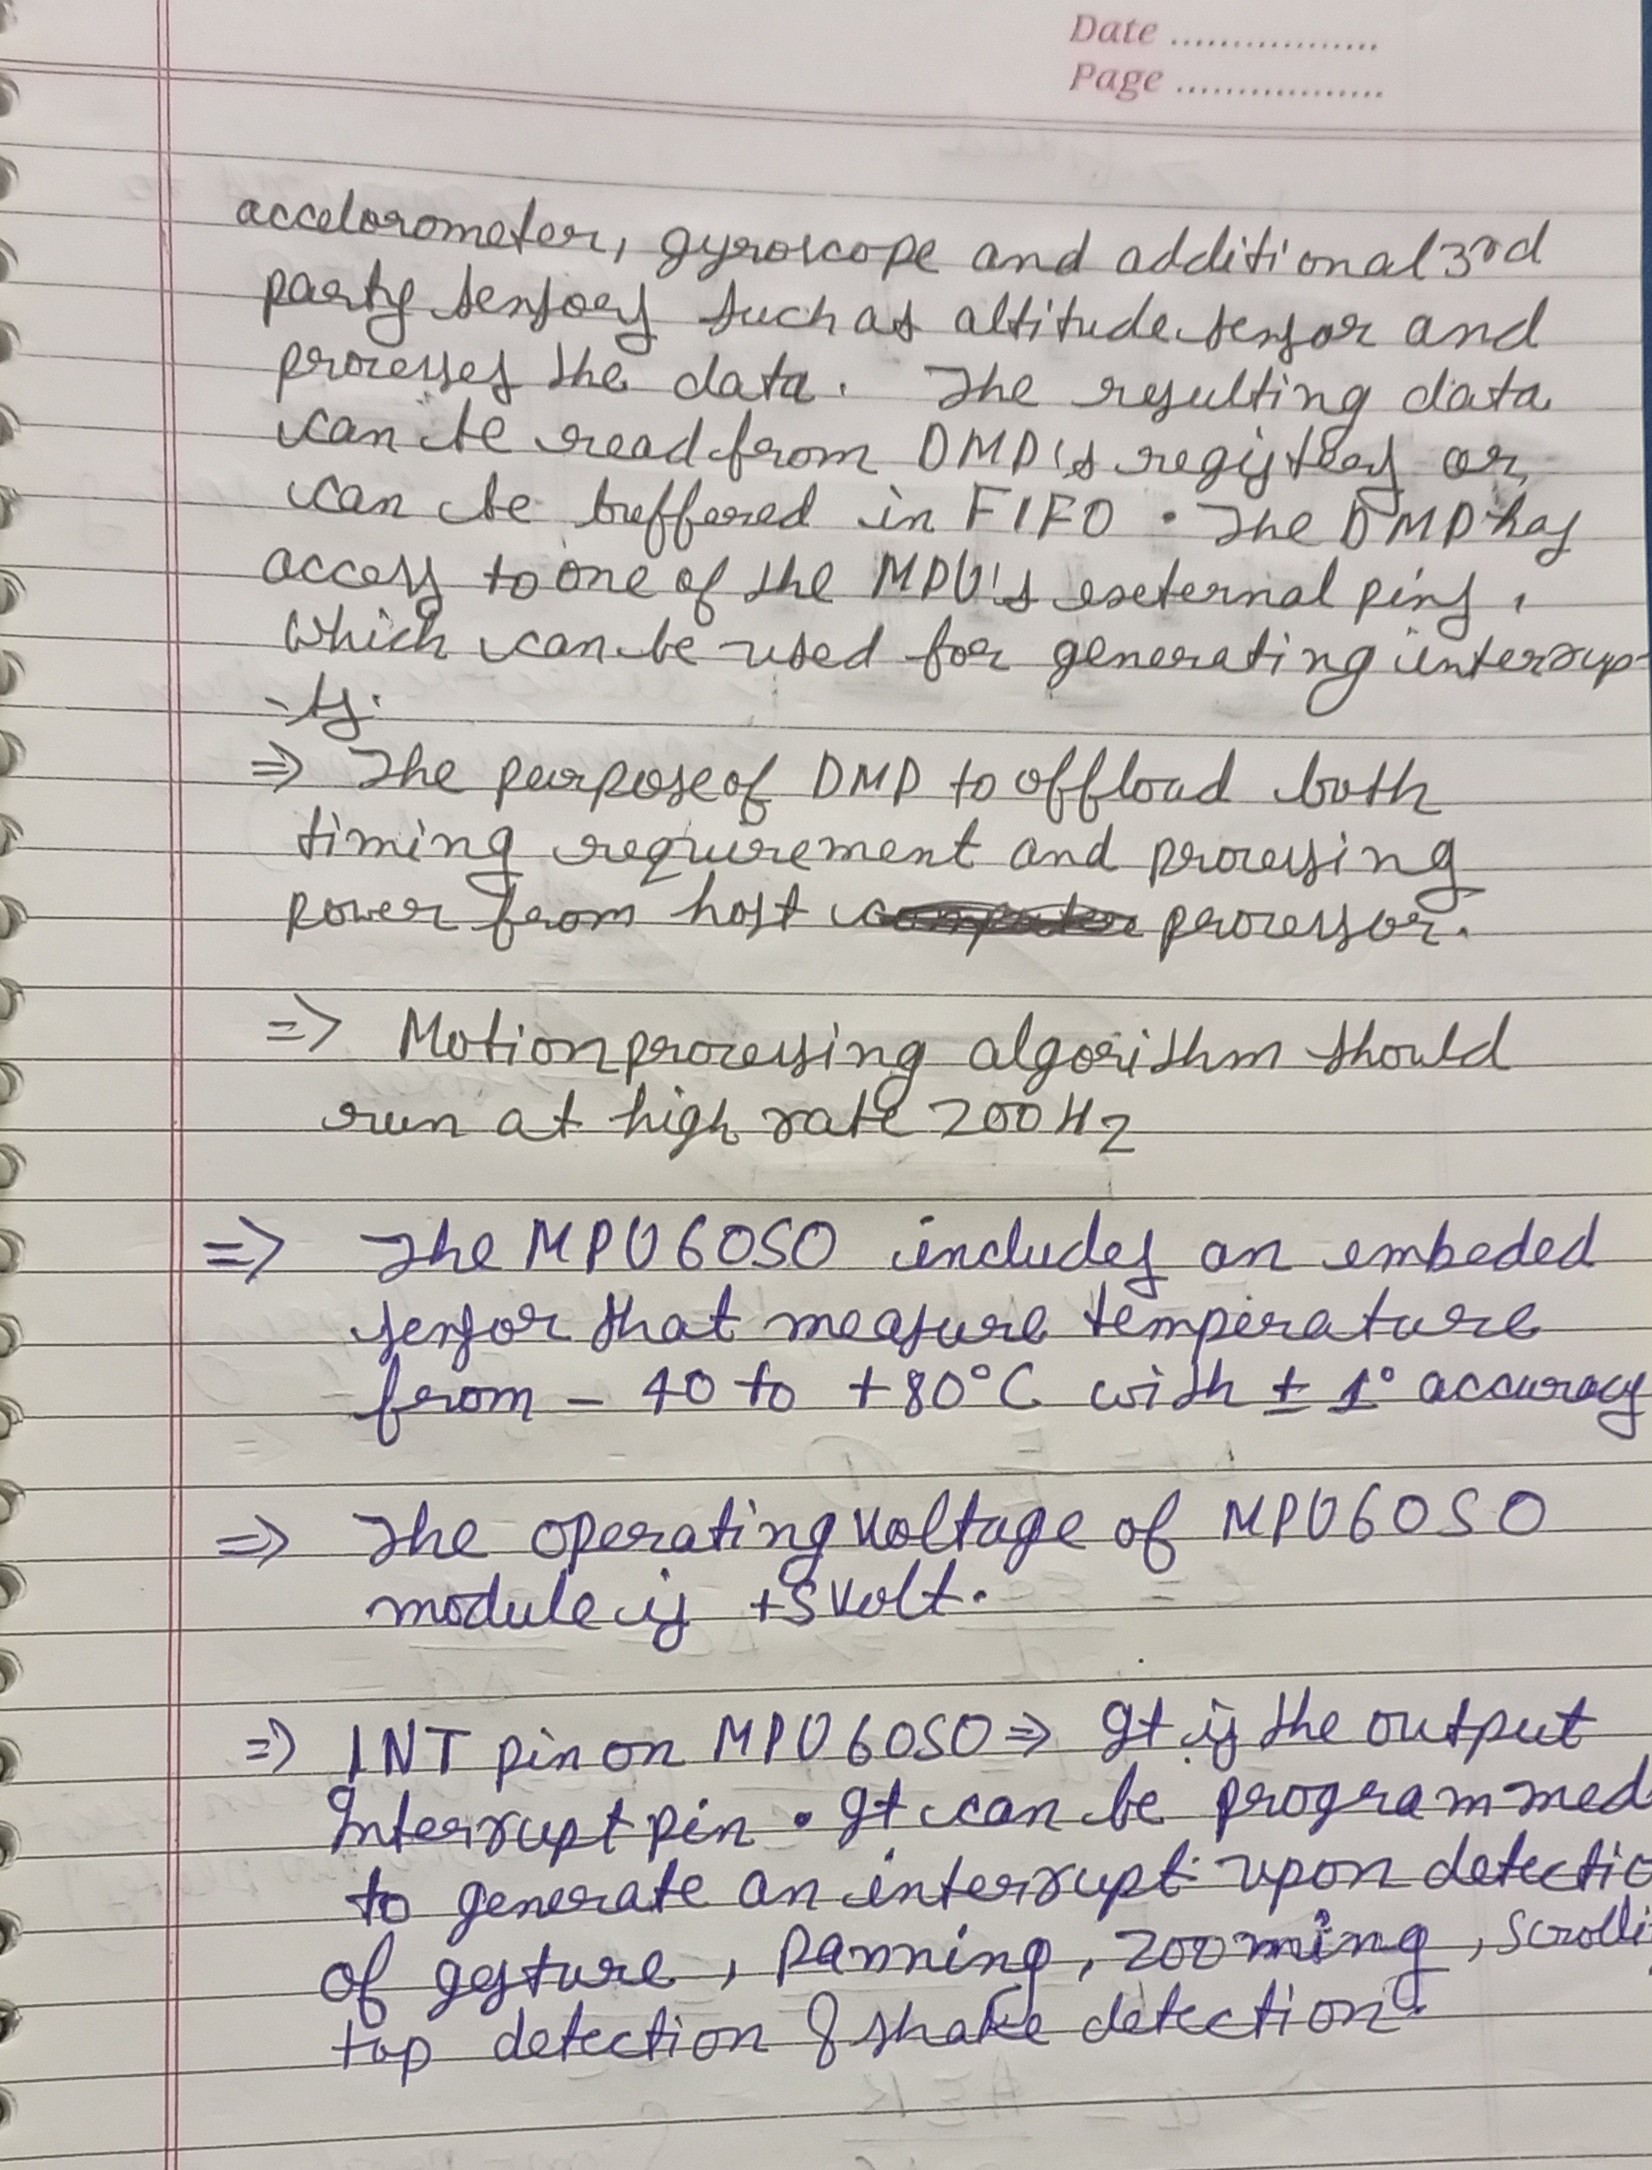 Date .................
Page .................
accelorometer, gyroscope and additional 3rd
party sensors such as altitude sensor and
processes the data. The resulting data
can be read from DMP's registers or
can be buffered in FIFO. The DMP has
access to one of the MPU's external pins,
which can be used for generating interrup-
-ts.
⇒ The purpose of DMP to offload both
timing requirement and processing
power from host processor.
⇒ Motion processing algorithm should
run at high rate 200Hz
⇒ The MPU6050 includes an embeded
sensor that measure temperature
from - 40 to +80°C with ± 1° accuracy
⇒ The operating voltage of MPU6050
module is +5 volt.
⇒ INT pin on MPU6050 ⇒ It is the output
Interrupt pin. It can be programmed
to generate an interrupt upon detectio
of gesture, Panning, zooming, scrolli
tap detection & shake detection.